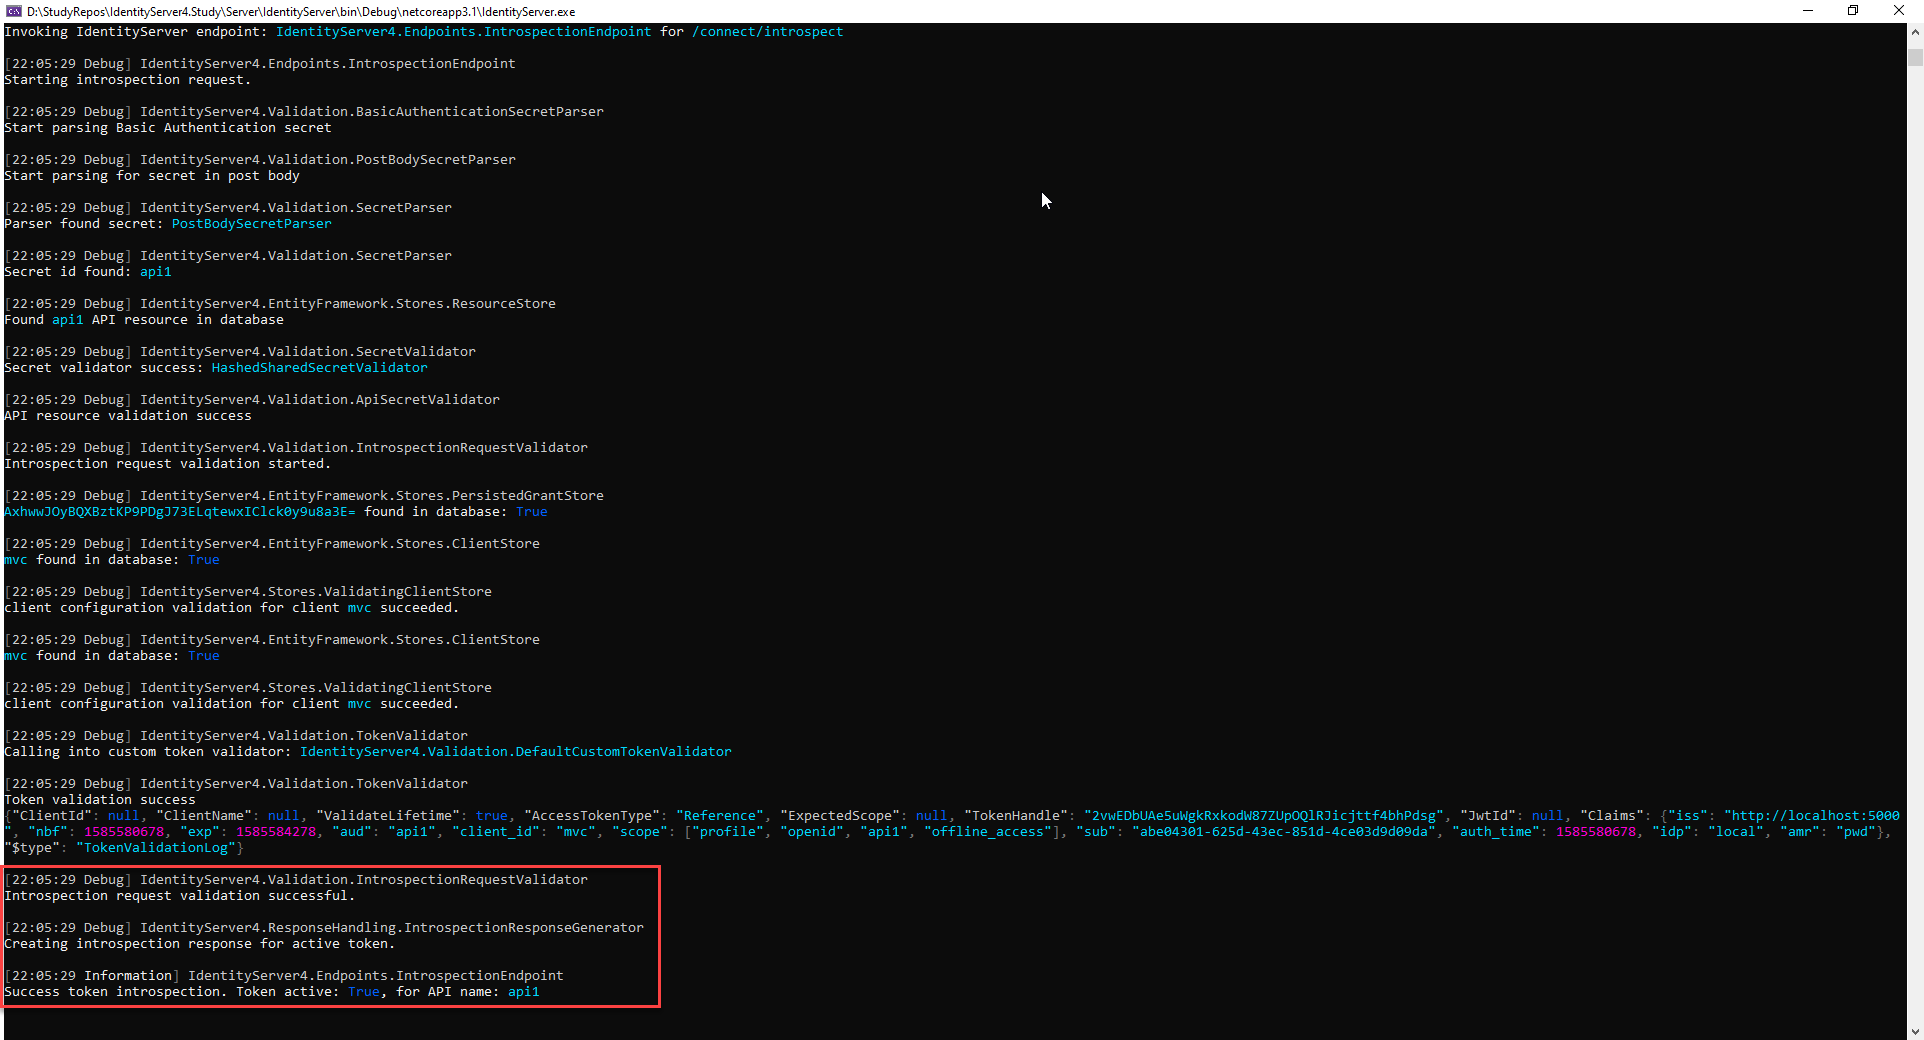 D:\StudyRepos\IdentityServer4.Study\Server\IdentityServer\bin\Debug\netcoreapp3.1\IdentityServer.exe
Invoking IdentityServer endpoint: IdentityServer4.Endpoints.IntrospectionEndpoint for /connect/introspect
[22:05:29 Debug] IdentityServer4.Endpoints.IntrospectionEndpoint
Starting introspection request.
[22:05:29 Debug] IdentityServer4.Validation.BasicAuthenticationSecretParser
Start parsing Basic Authentication secret
[22:05:29 Debug] IdentityServer4.Validation.PostBodySecretParser
Start parsing for secret in post body
[22:05:29 Debug] IdentityServer4.Validation.SecretParser
Parser found secret: PostBodySecretParser
[22:05:29 Debug] IdentityServer4.Validation.SecretParser
Secret id found: api1
[22:05:29 Debug] IdentityServer4.EntityFramework.Stores.ResourceStore
Found api1 API resource in database
[22:05:29 Debug] IdentityServer4.Validation.SecretValidator
Secret validator success: HashedSharedSecretValidator
[22:05:29 Debug] IdentityServer4.Validation.ApiSecretValidator
API resource validation success
[22:05:29 Debug] IdentityServer4.Validation.IntrospectionRequestValidator
Introspection request validation started.
[22:05:29 Debug] IdentityServer4.EntityFramework.Stores.PersistedGrantStore
AxhwwJOyBQXBztKP9PDgJ73ELqtewxIClck0y9u8a3E= found in database: True
[22:05:29 Debug] IdentityServer4.EntityFramework.Stores.ClientStore
mvc found in database: True
[22:05:29 Debug] IdentityServer4.Stores.ValidatingClientStore
client configuration validation for client mvc succeeded.
[22:05:29 Debug] IdentityServer4.EntityFramework.Stores.ClientStore
mvc found in database: True
[22:05:29 Debug] IdentityServer4.Stores.ValidatingClientStore
client configuration validation for client mvc succeeded.
[22:05:29 Debug] IdentityServer4.Validation.TokenValidator
Calling into custom token validator: IdentityServer4.Validation.DefaultCustomTokenValidator
[22:05:29 Debug] IdentityServer4.Validation.TokenValidator
Token validation success
{"ClientId": null, "ClientName": null, "ValidateLifetime": true, "AccessTokenType": "Reference", "ExpectedScope": null, "TokenHandle": "2vwEDbUAe5uWgkRxkodW87ZUpOQlRJicjttf4bhPdsg", "JwtId": null, "Claims": {"iss": "http://localhost:5000
", "nbf": 1585580678, "exp": 1585584278, "aud": "api1", "client_id": "mvc", "scope": ["profile", "openid", "api1", "offline_access"], "sub": "abe04301-625d-43ec-851d-4ce03d9d09da", "auth_time": 1585580678, "idp": "local", "amr": "pwd"},
"$type": "TokenValidationLog"}
[22:05:29 Debug] IdentityServer4.Validation.IntrospectionRequestValidator
Introspection request validation successful.
[22:05:29 Debug] IdentityServer4.ResponseHandling.IntrospectionResponseGenerator
Creating introspection response for active token.
[22:05:29 Information] IdentityServer4.Endpoints.IntrospectionEndpoint
Success token introspection. Token active: True, for API name: api1